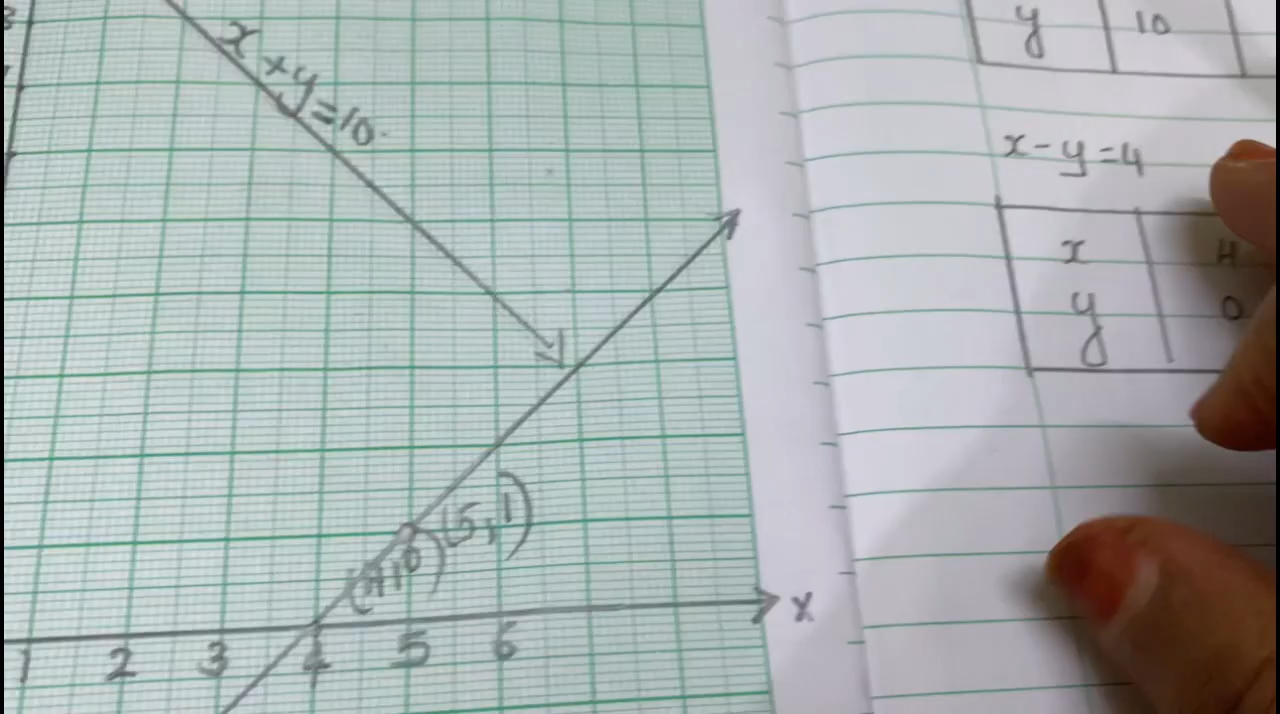 x + y = 10
(5,1)
(4,0)
1 2 3 4 5 6 x
y 10
x - y = 4
x 4
y 0